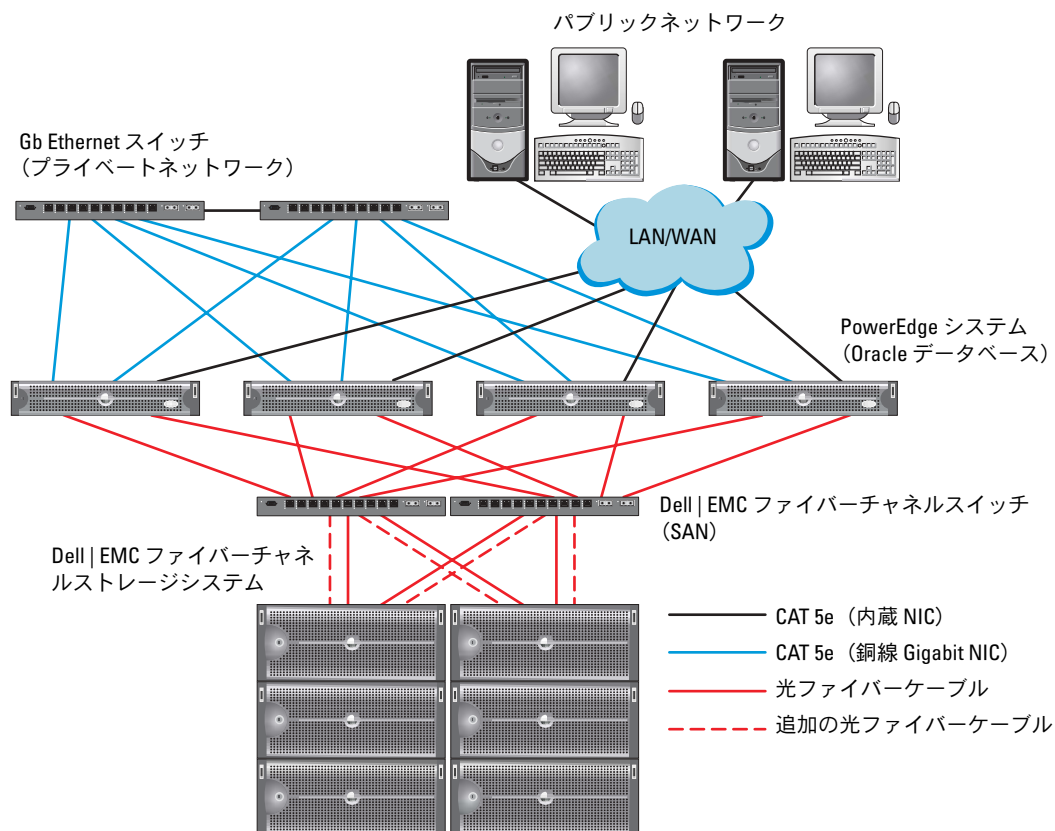 パブリックネットワーク
Gb Ethernet スイッチ
（プライベートネットワーク）
LAN/WAN
PowerEdge システム
（Oracle データベース）
Dell | EMC ファイバーチャネルスイッチ
（SAN）
Dell | EMC ファイバーチャネ
ルストレージシステム
CAT 5e（内蔵 NIC）
CAT 5e（銅線 Gigabit NIC）
光ファイバーケーブル
追加の光ファイバーケーブル